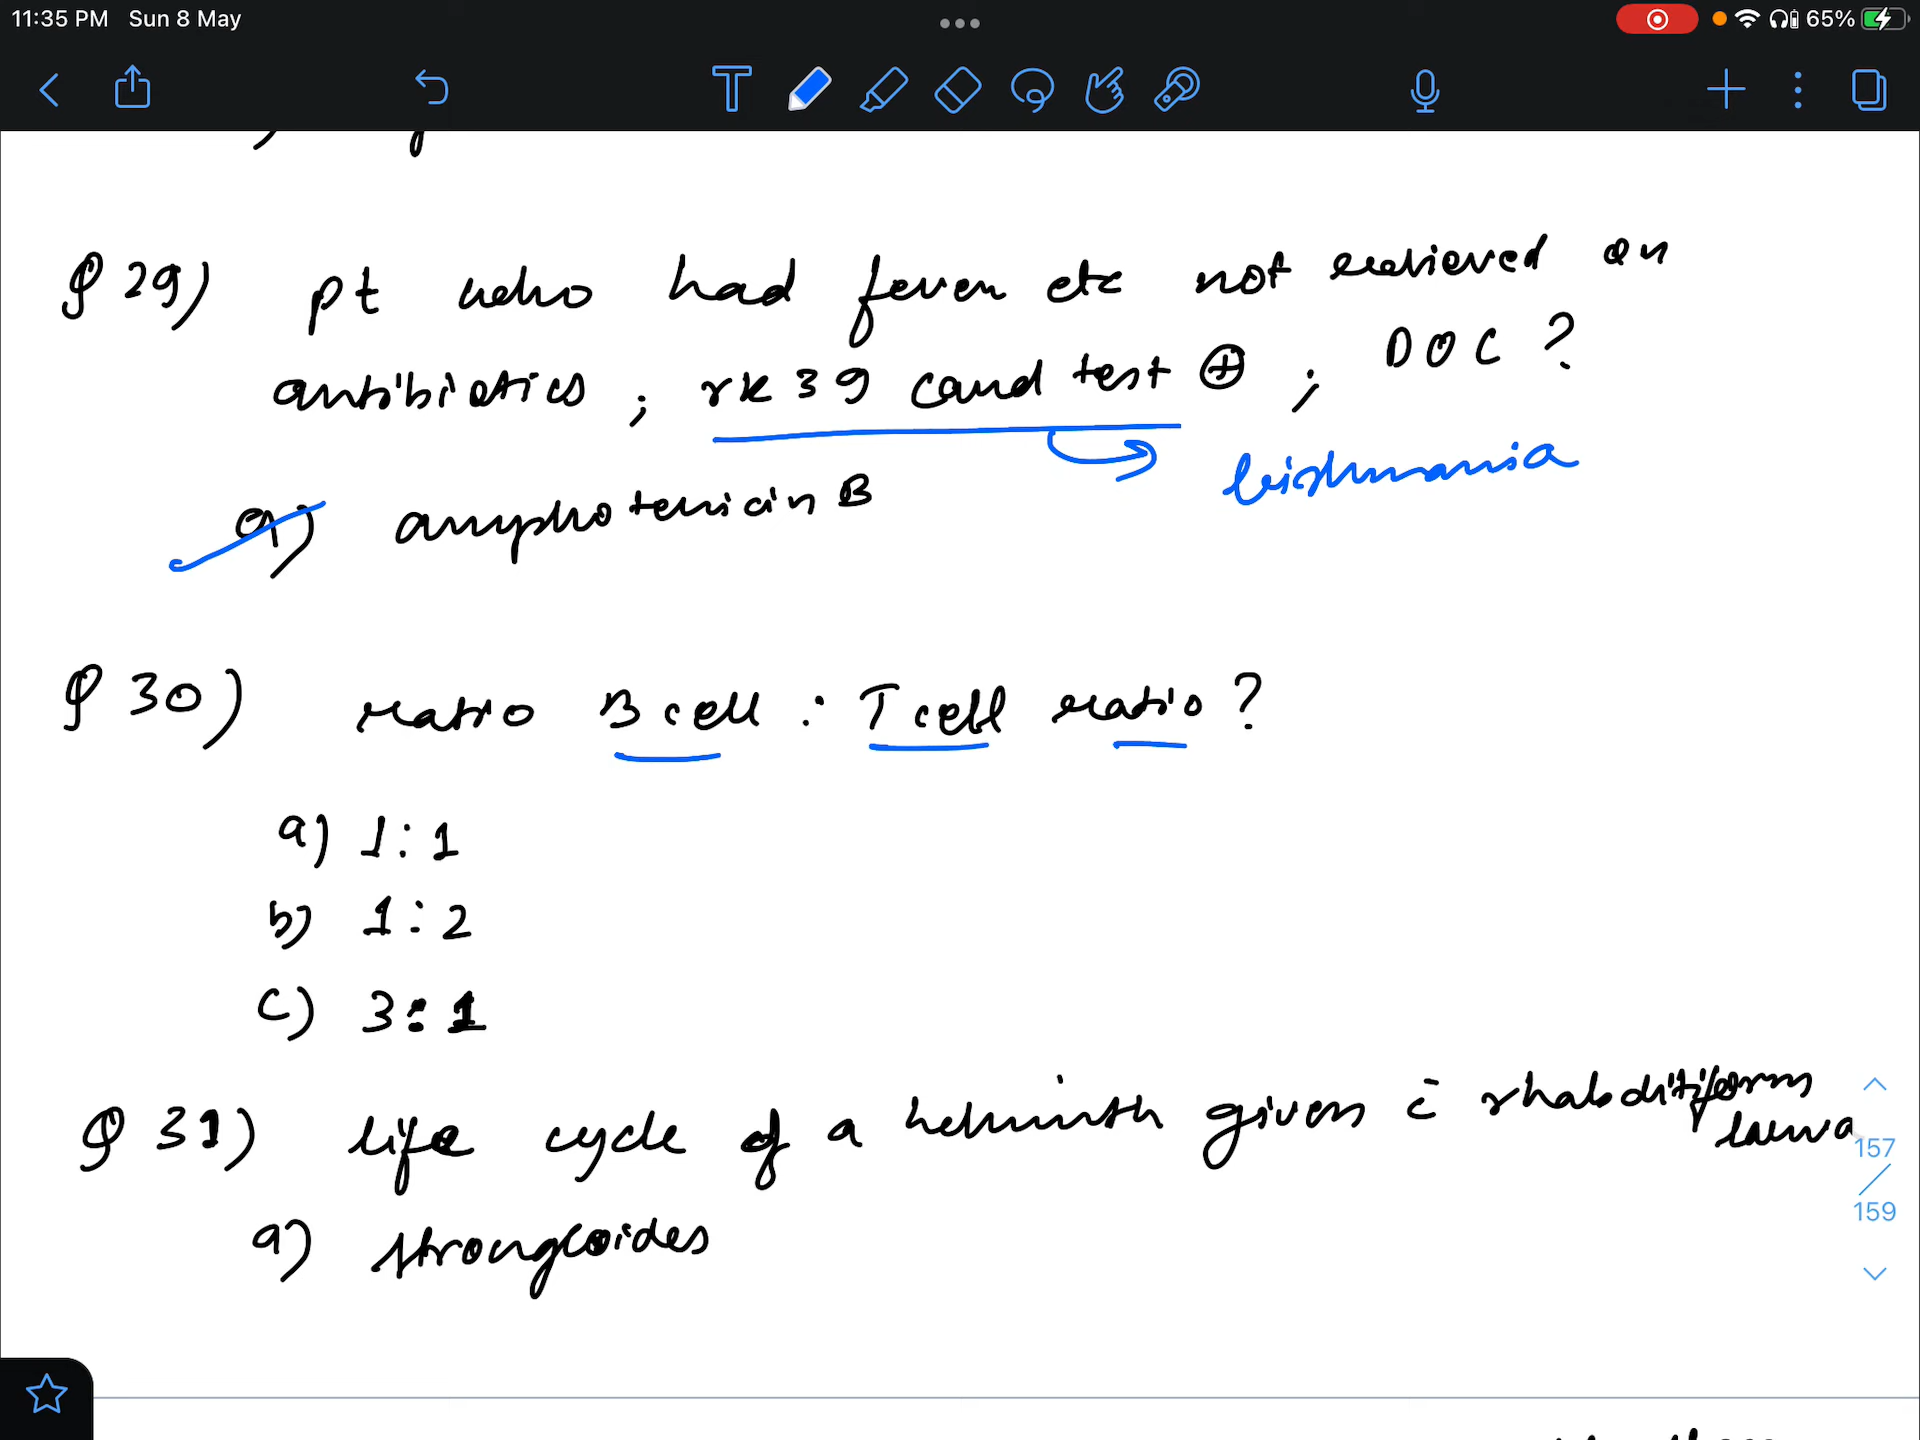 11:35 PM Sun 8 May
65%
Q 29) pt who had fever etc not relieved on
antibiotics ; rk 39 card test ⊕ ; DOC ?
leishmania
a) amphotericin B
Q 30) ratio B cell : T cell ratio ?
a) 1 : 1
b) 1 : 2
c) 3 : 1
Q 31) life cycle of a helminth given c̄ rhabditiform
larva
157
159
a) strongloides